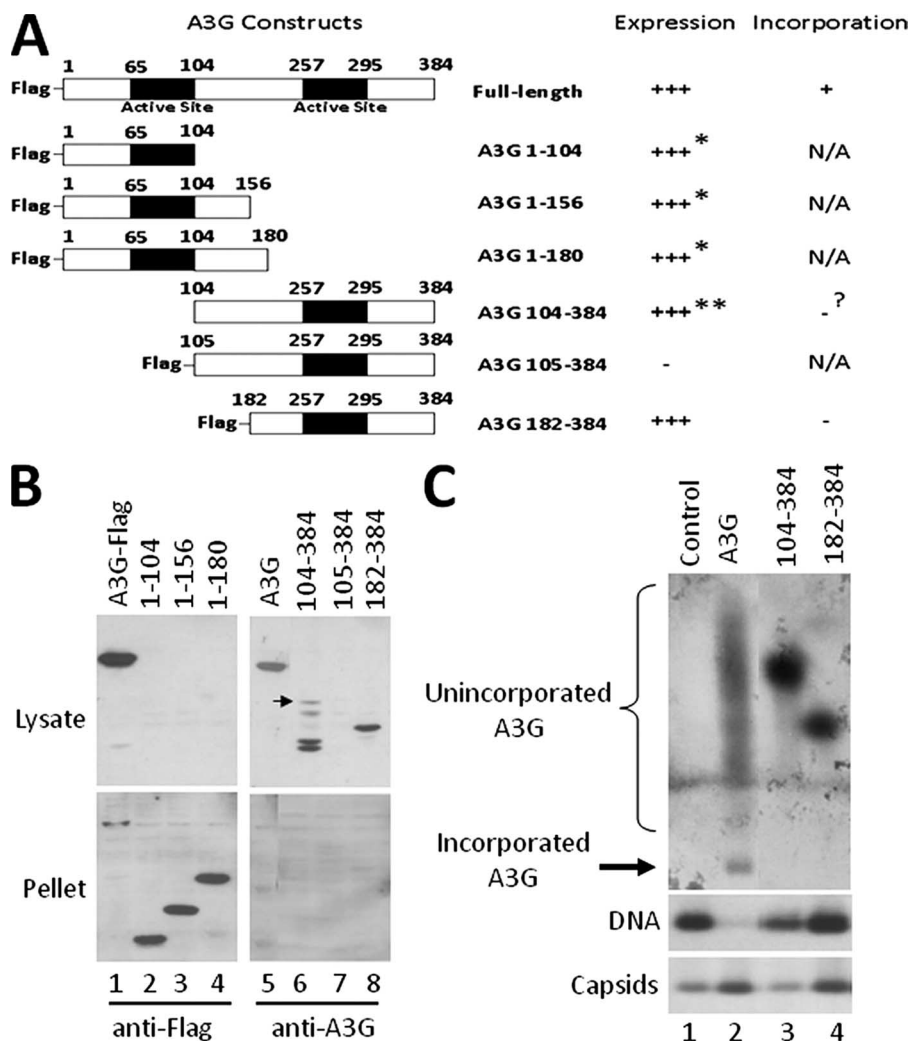 A
A3G Constructs Expression Incorporation
1 65 104 257 295 384
Flag Full-length +++ +
Active Site Active Site
1 65 104
Flag A3G 1-104 +++* N/A
1 65 104 156
Flag A3G 1-156 +++* N/A
1 65 104 180
Flag A3G 1-180 +++* N/A
104 257 295 384
A3G 104-384 +++** -?
105 257 295 384
Flag A3G 105-384 - N/A
182 257 295 384
Flag A3G 182-384 +++ -
B
A3G-Flag 1-104 1-156 1-180 A3G 104-384 105-384 182-384
Lysate
Pellet
1 2 3 4 5 6 7 8
anti-Flag anti-A3G
C
Control A3G 104-384 182-384
Unincorporated
A3G
Incorporated
A3G
DNA
Capsids
1 2 3 4